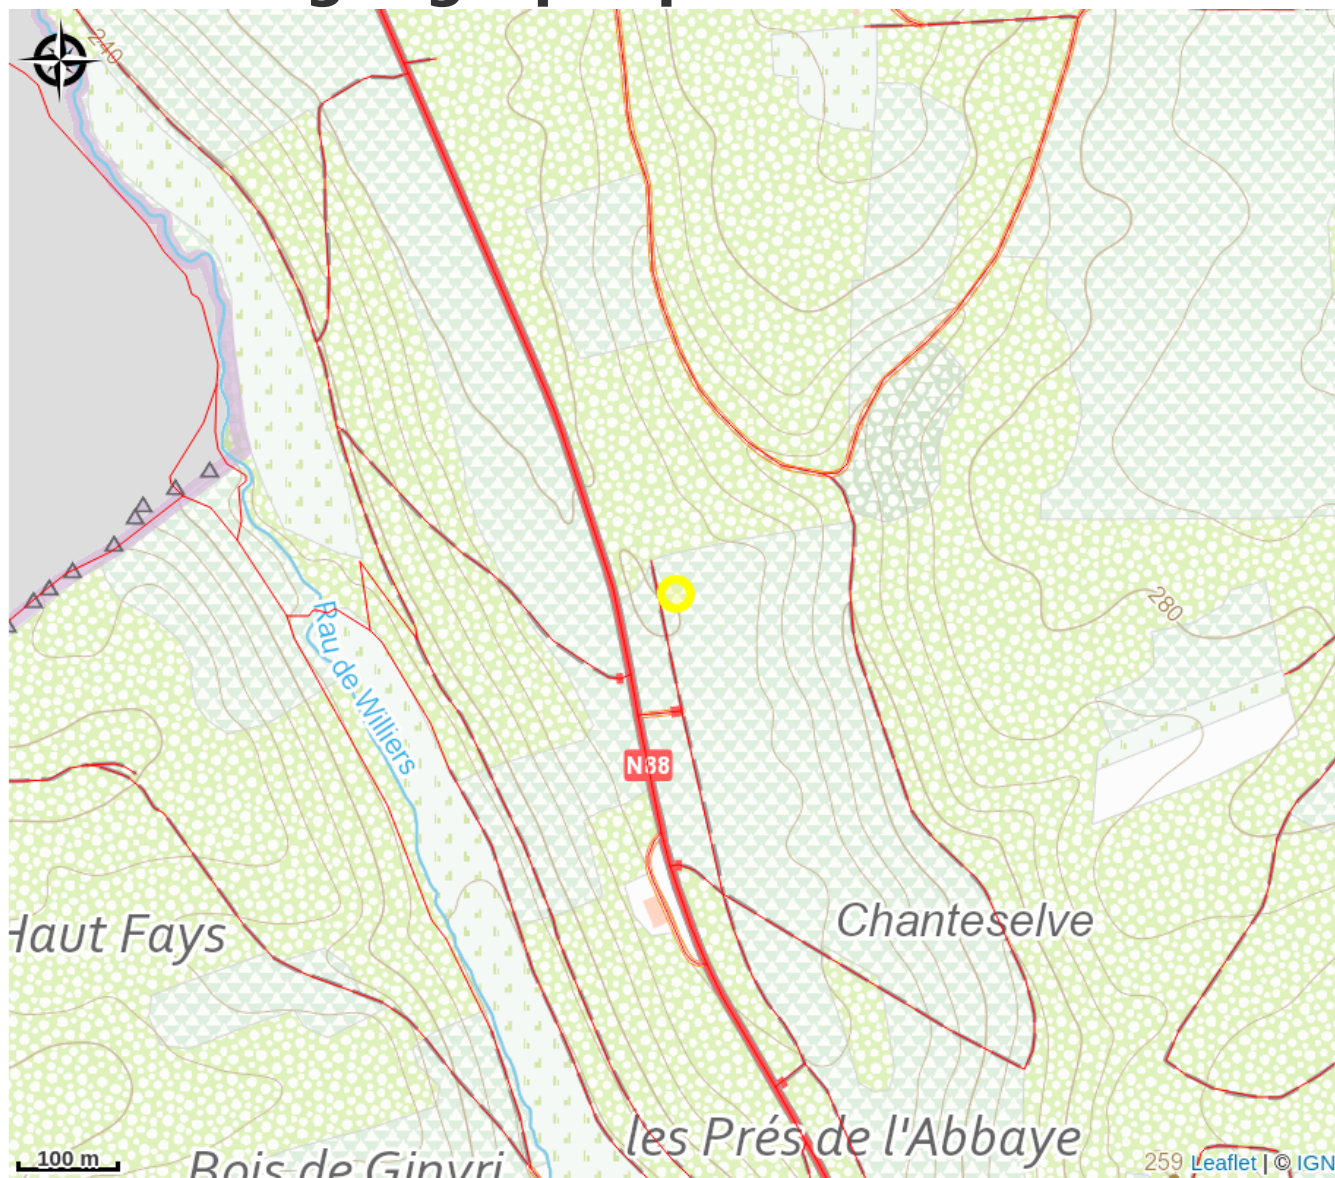 240
280
Rau de Williers
N88
Chanteselve
Haut Fays
les Prés de l'Abbaye
Bois de Ginvri
100 m
259
Leaflet | © IGN